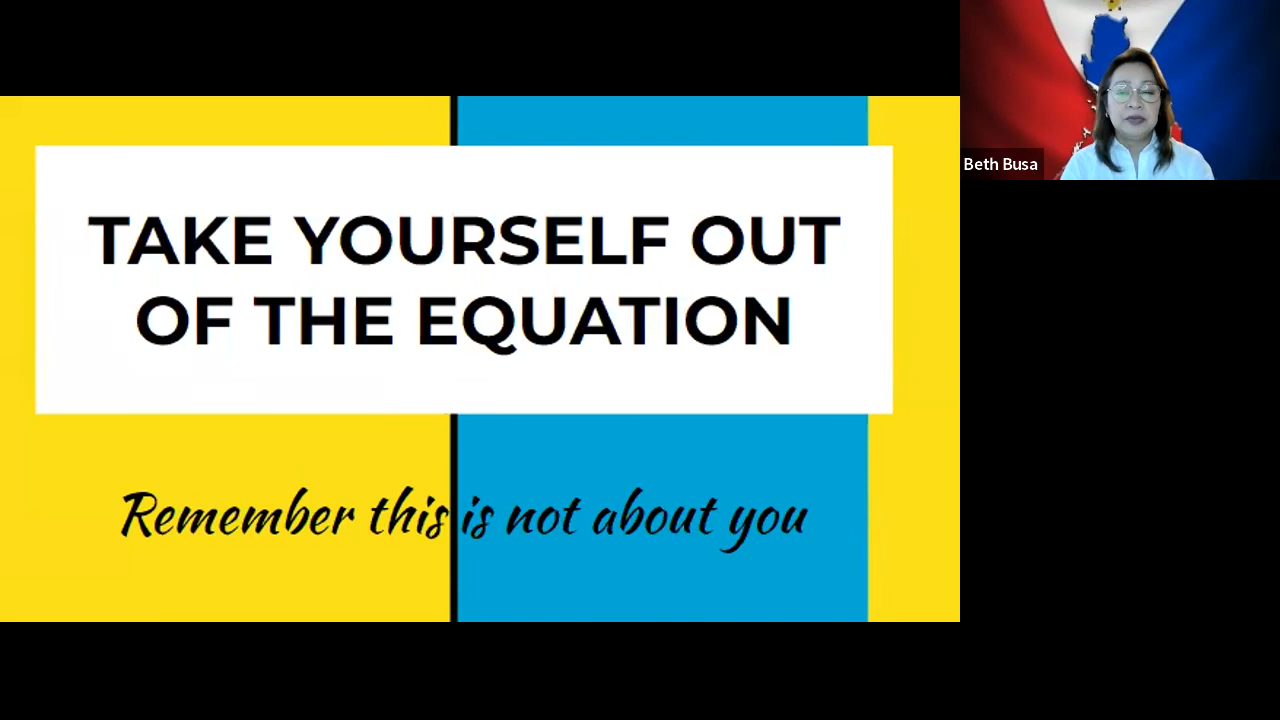 TAKE YOURSELF OUT
OF THE EQUATION
Remember this is not about you
Beth Busa